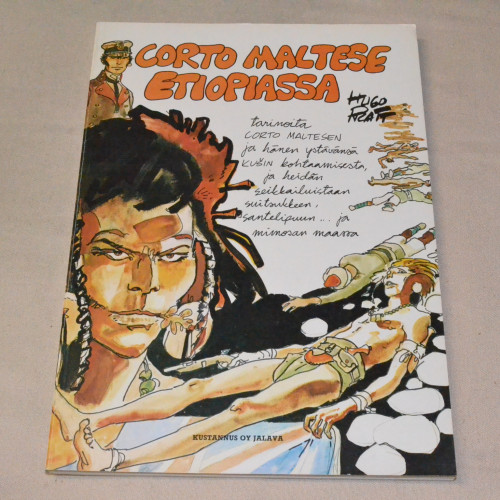 CORTO MALTESE
ETIOPIASSA
HUGO
PRATT
tarinoita
CORTO MALTESEN
ja hänen ystävänsä
KUŠIN kohtaamisesta,
ja heidän
seikkailuistaan
suitsukkeen,
santelipuun... ja
mimosan maassa
KUSTANNUS OY JALAVA